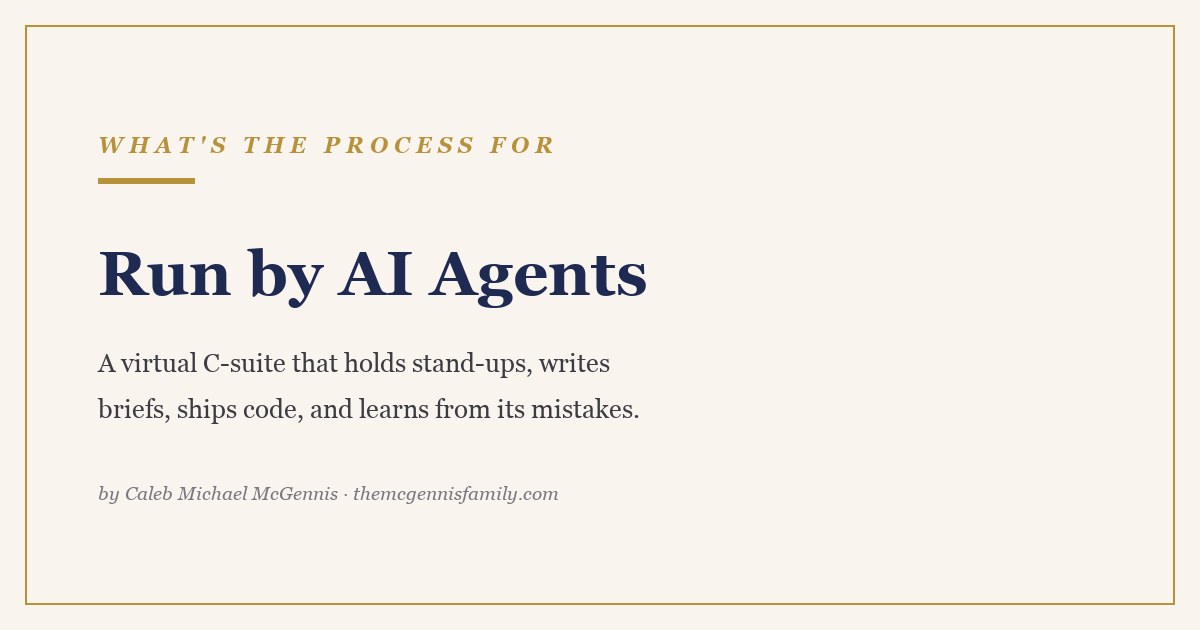 WHAT'S THE PROCESS FOR
Run by AI Agents
A virtual C-suite that holds stand-ups, writes
briefs, ships code, and learns from its mistakes.
by Caleb Michael McGennis · themcgennisfamily.com